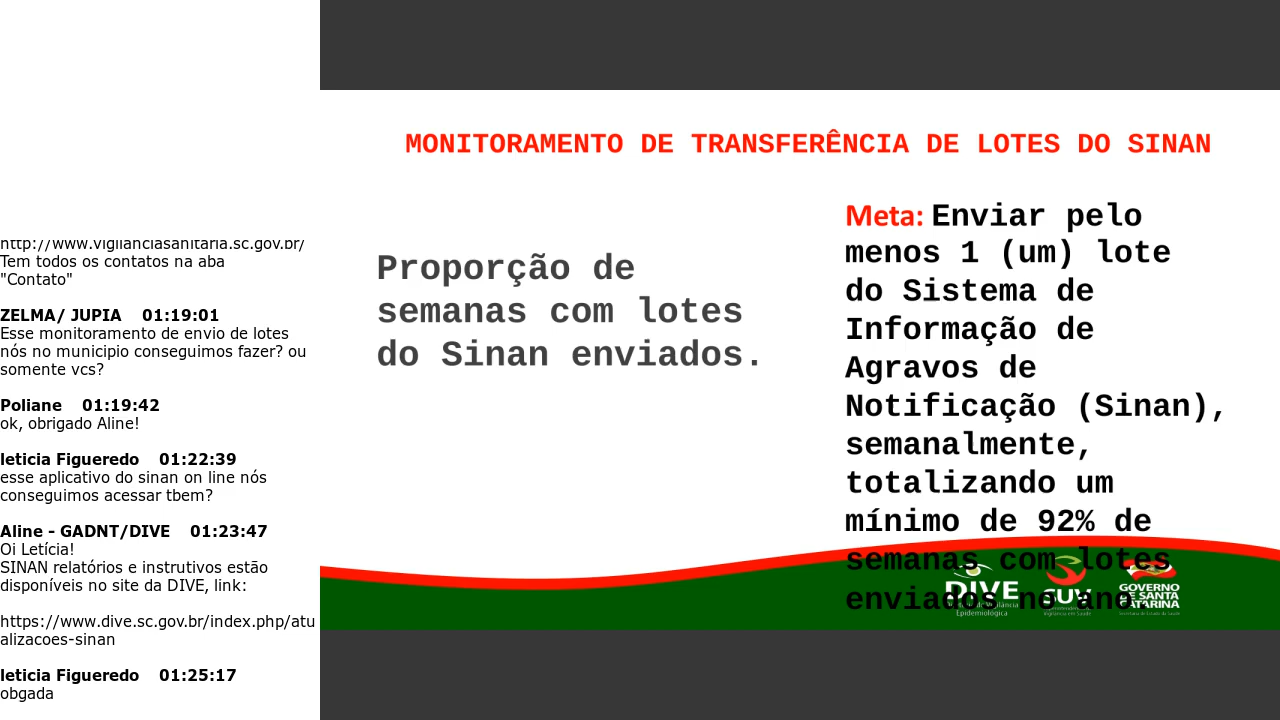 http://www.vigilanciasanitaria.sc.gov.br/
Tem todos os contatos na aba
"Contato"
ZELMA/ JUPIA 01:19:01
Esse monitoramento de envio de lotes
nós no municipio conseguimos fazer? ou
somente vcs?
Poliane 01:19:42
ok, obrigado Aline!
leticia Figueredo 01:22:39
esse aplicativo do sinan on line nós
conseguimos acessar tbem?
Aline - GADNT/DIVE 01:23:47
Oi Letícia!
SINAN relatórios e instrutivos estão
disponíveis no site da DIVE, link:
https://www.dive.sc.gov.br/index.php/atu
alizacoes-sinan
leticia Figueredo 01:25:17
obgada
MONITORAMENTO DE TRANSFERÊNCIA DE LOTES DO SINAN
Proporção de
semanas com lotes
do Sinan enviados.
Meta: Enviar pelo
menos 1 (um) lote
do Sistema de
Informação de
Agravos de
Notificação (Sinan),
semanalmente,
totalizando um
mínimo de 92% de
semanas com lotes
enviados no ano.
DIVE
Epidemiológica
SUV
GOVERNO
DE SANTA
CATARINA